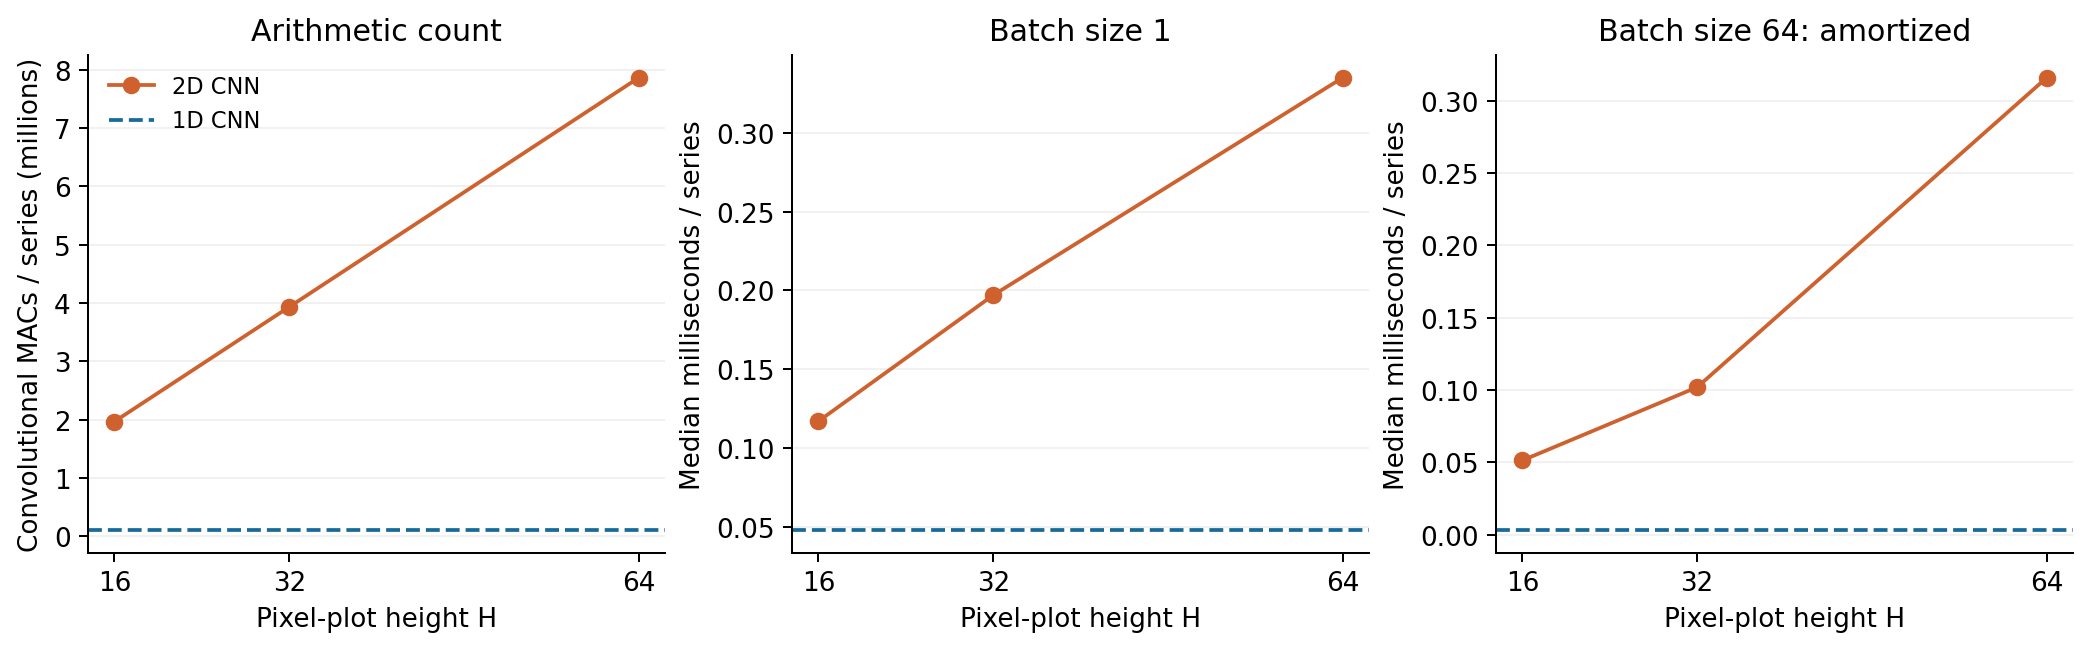 Arithmetic count
Convolutional MACs / series (millions)
8
7
6
5
4
3
2
1
0
2D CNN
1D CNN
16
32
64
Pixel-plot height H
Batch size 1
Median milliseconds / series
0.30
0.25
0.20
0.15
0.10
0.05
16
32
64
Pixel-plot height H
Batch size 64: amortized
Median milliseconds / series
0.30
0.25
0.20
0.15
0.10
0.05
0.00
16
32
64
Pixel-plot height H